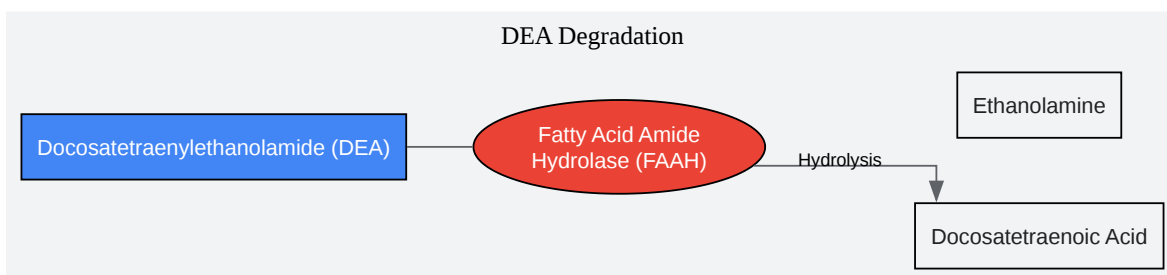 DEA Degradation
Docosatetraenylethanolamide (DEA)
Fatty Acid Amide
Hydrolase (FAAH)
Hydrolysis
Ethanolamine
Docosatetraenoic Acid